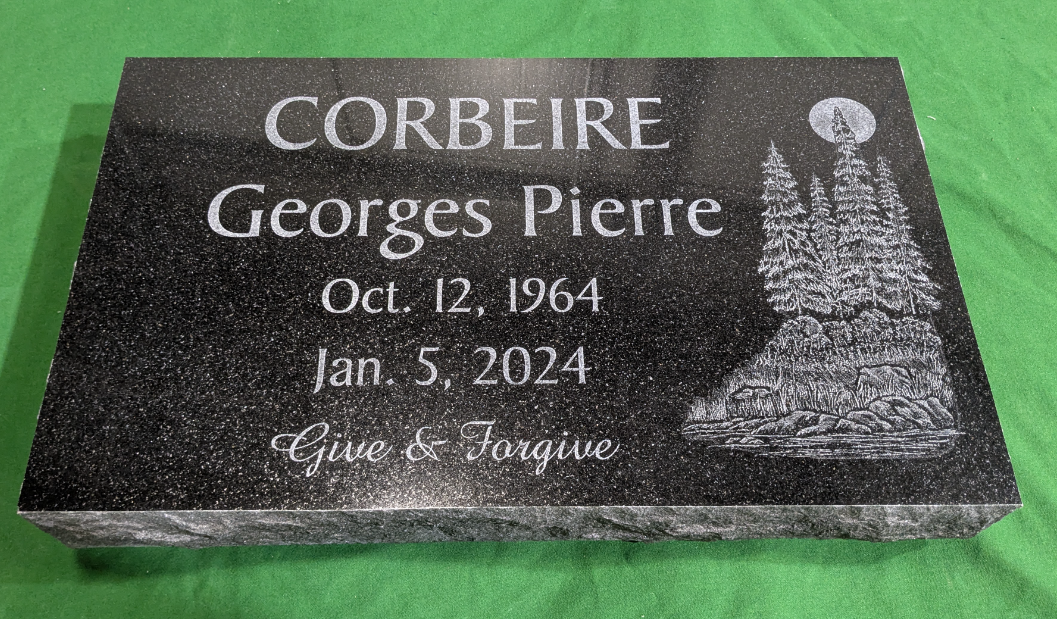 CORBEIRE
Georges Pierre
Oct. 12, 1964
Jan. 5, 2024
Give & Forgive